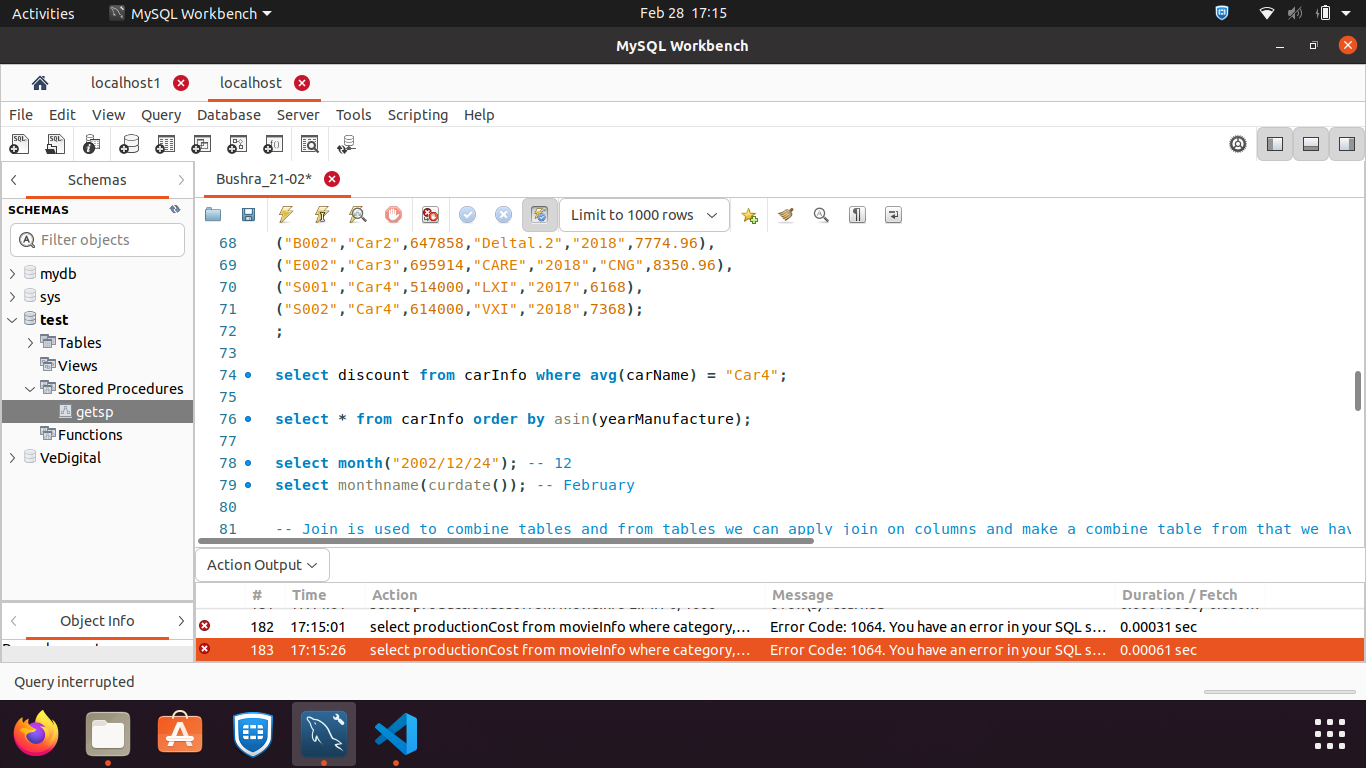 Activities MySQL Workbench Feb 28 17:15
MySQL Workbench
localhost1 localhost
File Edit View Query Database Server Tools Scripting Help
Schemas
SCHEMAS
Filter objects
mydb
sys
test
Tables
Views
Stored Procedures
getsp
Functions
VeDigital
Object Info
Bushra_21-02*
Limit to 1000 rows
68 ("B002","Car2",647858,"Deltal.2","2018",7774.96),
69 ("E002","Car3",695914,"CARE","2018","CNG",8350.96),
70 ("S001","Car4",514000,"LXI","2017",6168),
71 ("S002","Car4",614000,"VXI","2018",7368);
72 ;
73
74 select discount from carInfo where avg(carName) = "Car4";
75
76 select * from carInfo order by asin(yearManufacture);
77
78 select month("2002/12/24"); -- 12
79 select monthname(curdate()); -- February
80
81 -- Join is used to combine tables and from tables we can apply join on columns and make a combine table from that we hav
Action Output
# Time Action Message Duration / Fetch
182 17:15:01 select productionCost from movieInfo where category,... Error Code: 1064. You have an error in your SQL s... 0.00031 sec
183 17:15:26 select productionCost from movieInfo where category,... Error Code: 1064. You have an error in your SQL s... 0.00061 sec
Query interrupted